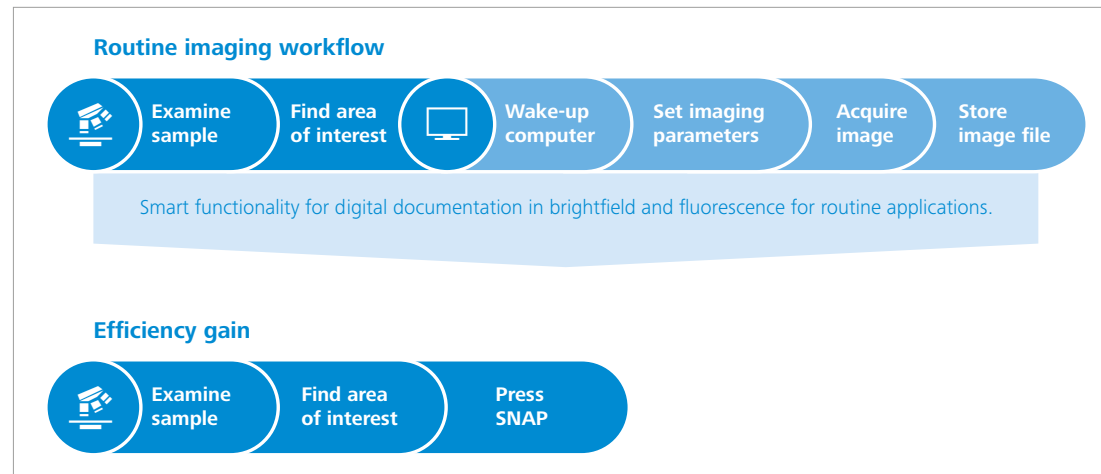 Routine imaging workflow
Examine
sample
Find area
of interest
Wake-up
computer
Set imaging
parameters
Acquire
image
Store
image file
Smart functionality for digital documentation in brightfield and fluorescence for routine applications.
Efficiency gain
Examine
sample
Find area
of interest
Press
SNAP